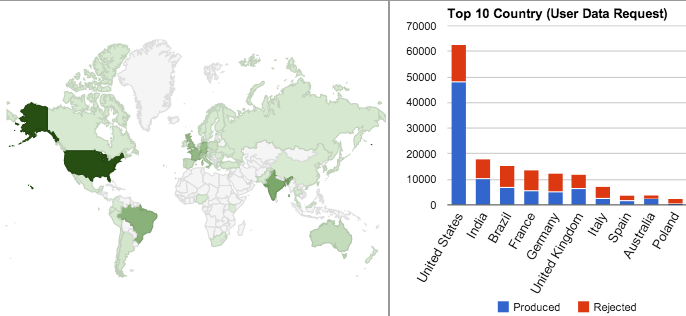 Top 10 Country (User Data Request)
70000
60000
50000
40000
30000
20000
10000
0
United States
India
Brazil
France
Germany
United Kingdom
Italy
Spain
Australia
Poland
Produced
Rejected